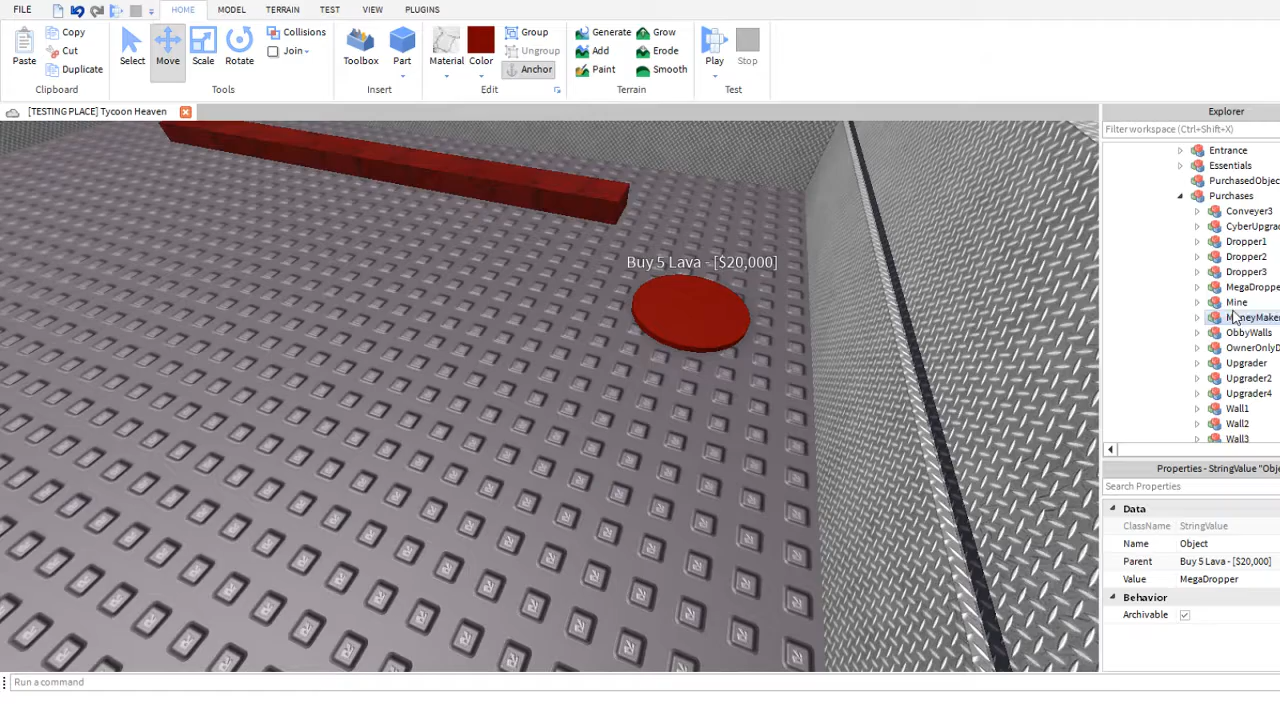 FILE HOME MODEL TERRAIN TEST VIEW PLUGINS
Paste
Copy
Cut
Duplicate
Clipboard
Select Move Scale Rotate
Collisions
Join
Tools
Toolbox Part
Insert
Material Color
Group
Ungroup
Anchor
Edit
Generate Grow
Add Erode
Paint Smooth
Terrain
Play Stop
Test
[TESTING PLACE] Tycoon Heaven
Buy 5 Lava - [$20,000]
Explorer
Filter workspace (Ctrl+Shift+X)
Entrance
Essentials
PurchasedObjec
Purchases
Conveyer3
CyberUpgra
Dropper1
Dropper2
Dropper3
MegaDroppe
Mine
MoneyMake
ObbyWalls
OwnerOnlyD
Upgrader
Upgrader2
Upgrader4
Wall1
Wall2
Wall3
Properties - StringValue "Obj
Search Properties
Data
ClassName StringValue
Name Object
Parent Buy 5 Lava - [$20,000]
Value MegaDropper
Behavior
Archivable
Run a command